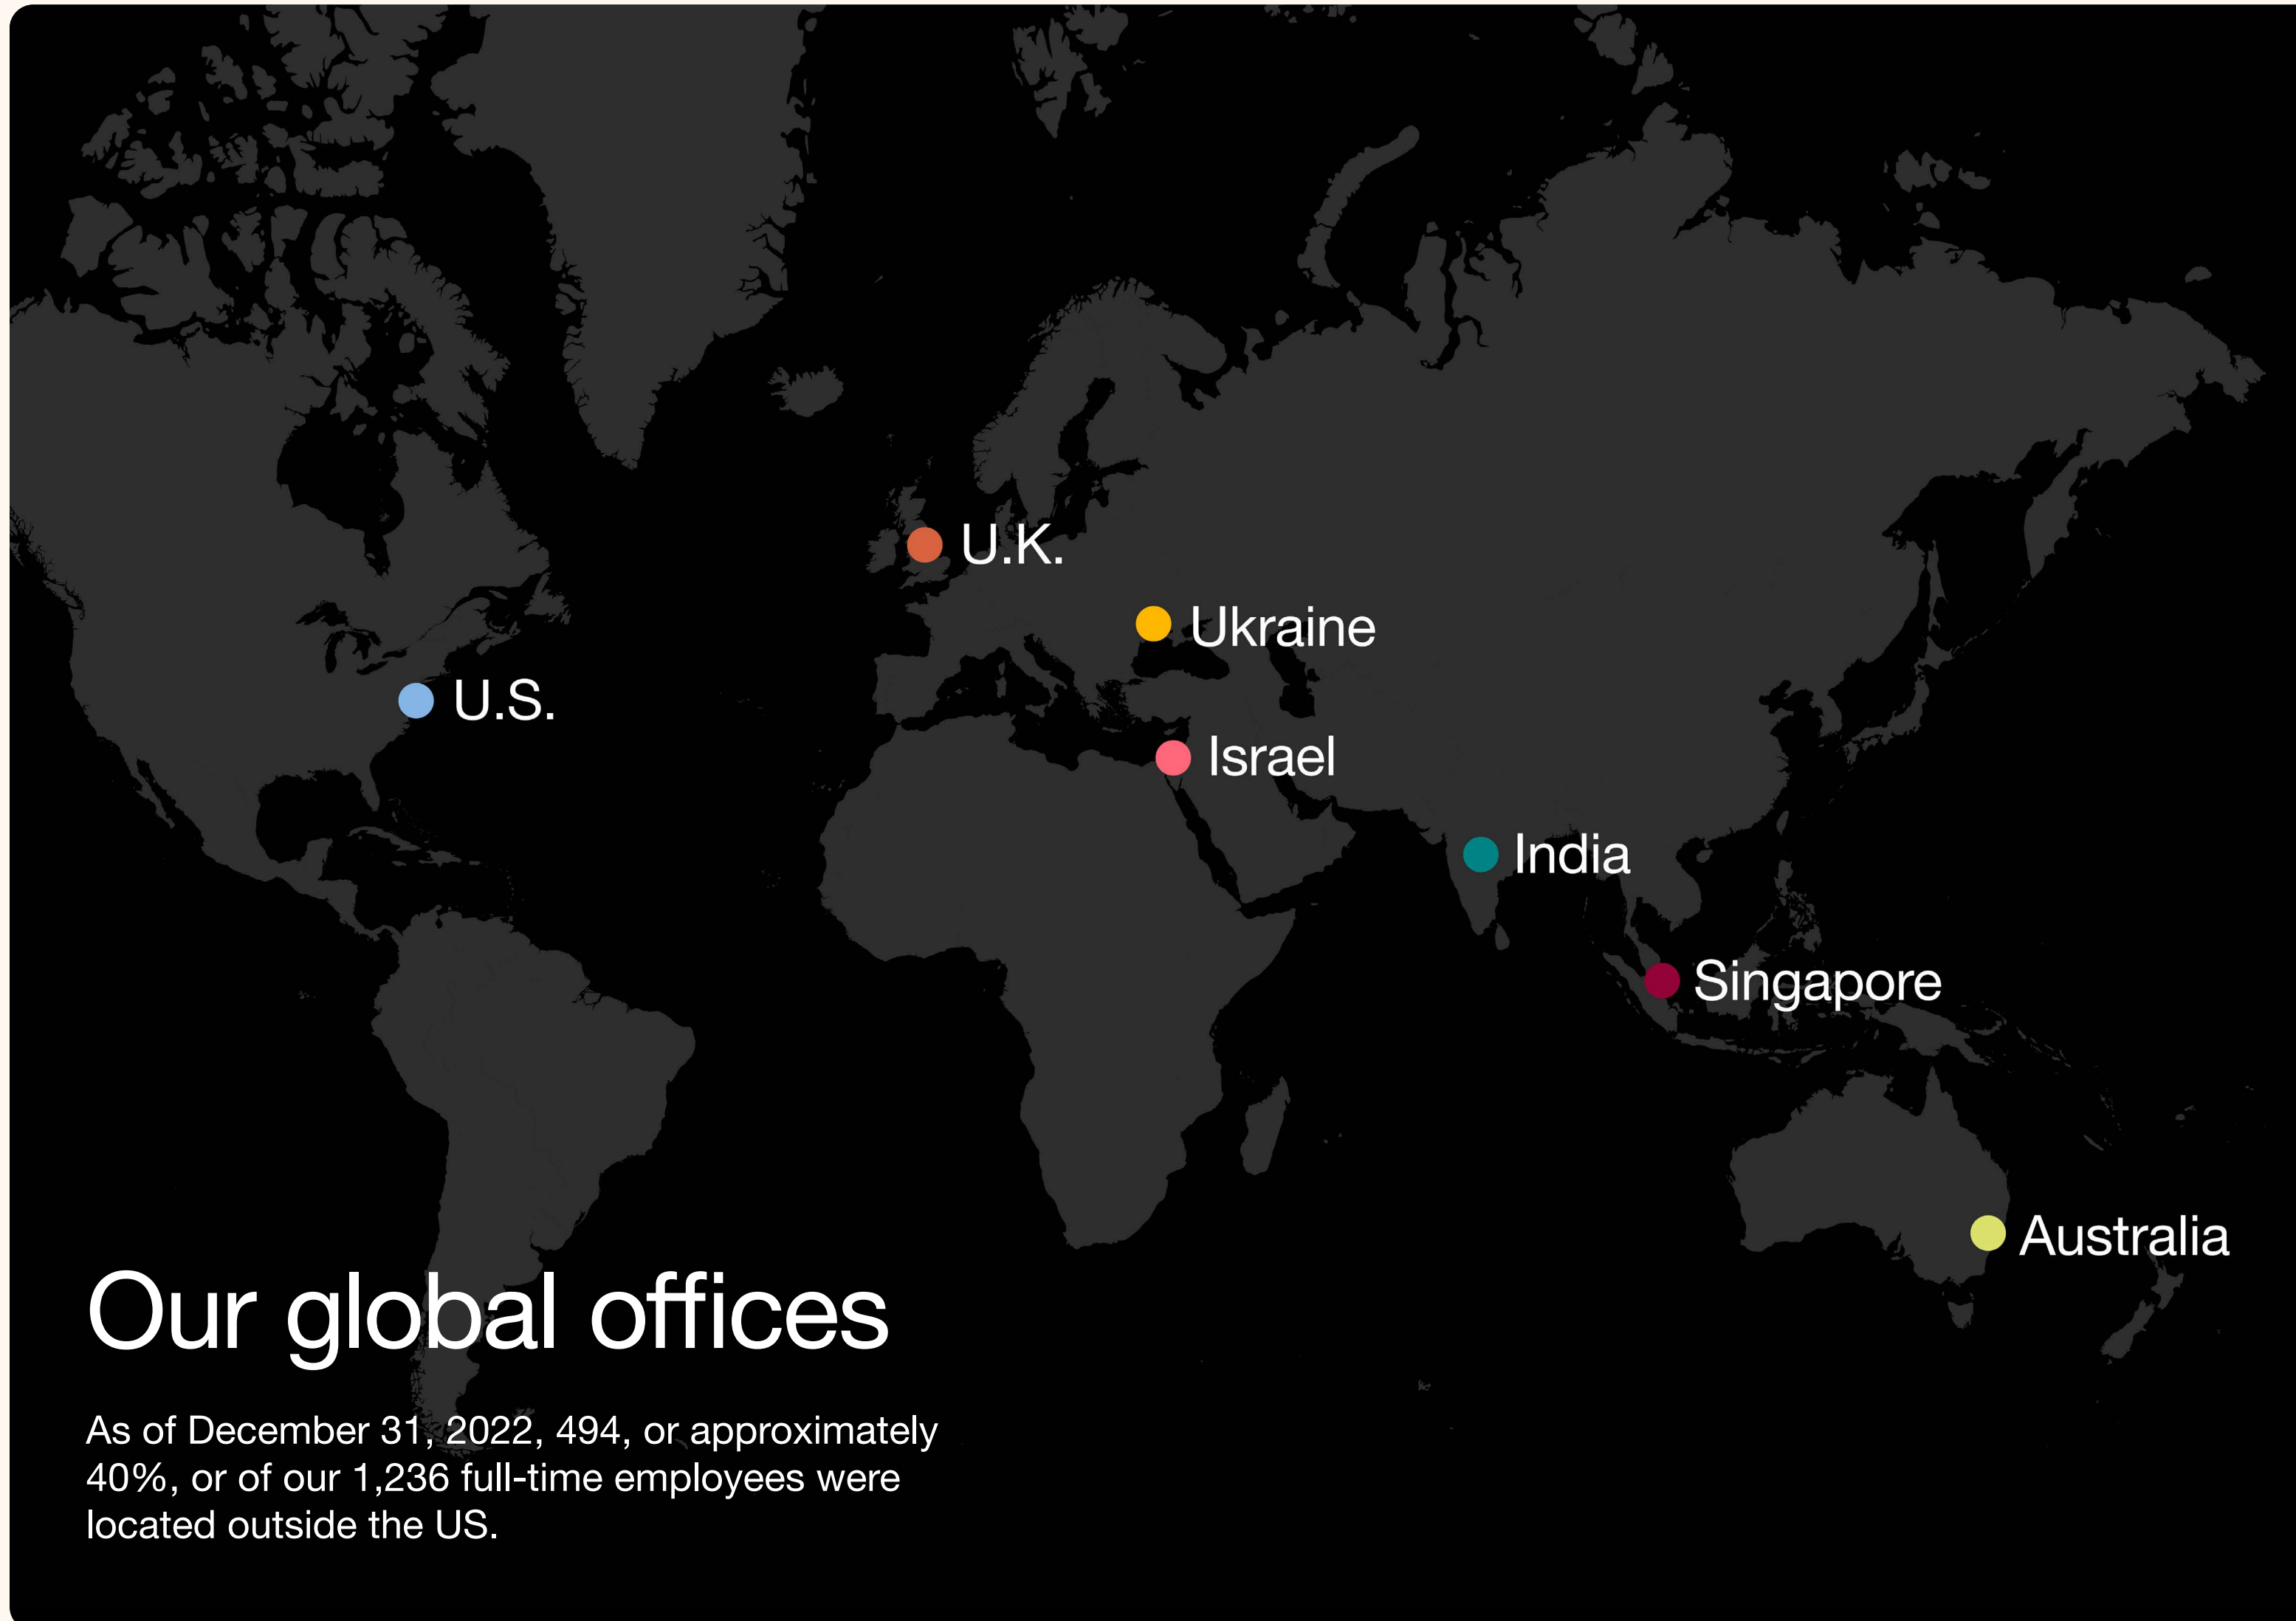 U.K.
Ukraine
U.S.
Israel
India
Singapore
Australia
Our global offices
As of December 31, 2022, 494, or approximately
40%, or of our 1,236 full-time employees were
located outside the US.